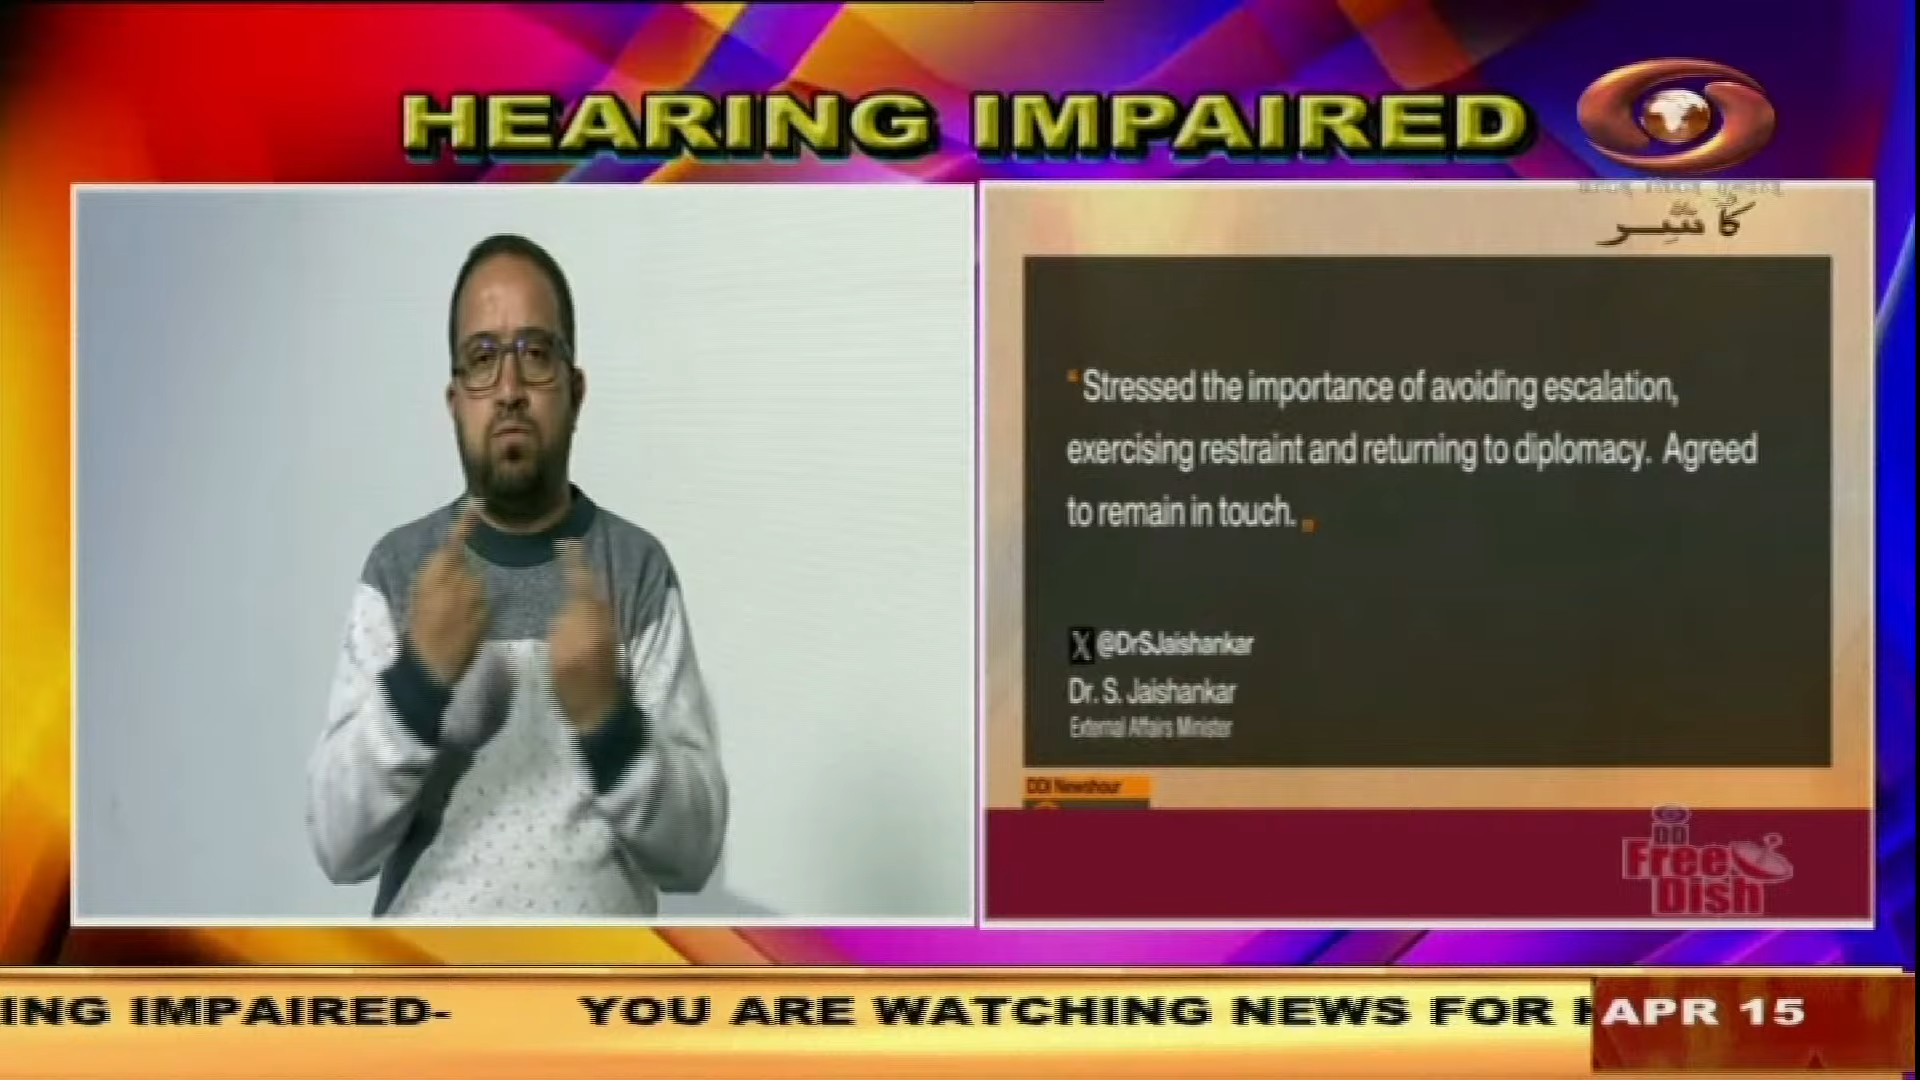 HEARING IMPAIRED
کٲشِر
“Stressed the importance of avoiding escalation,
exercising restraint and returning to diplomacy. Agreed
to remain in touch.„
X @DrSJaishankar
Dr. S. Jaishankar
External Affairs Minister
DDI Newshour
DD
Free
Dish
ING IMPAIRED- YOU ARE WATCHING NEWS FOR H
APR 15